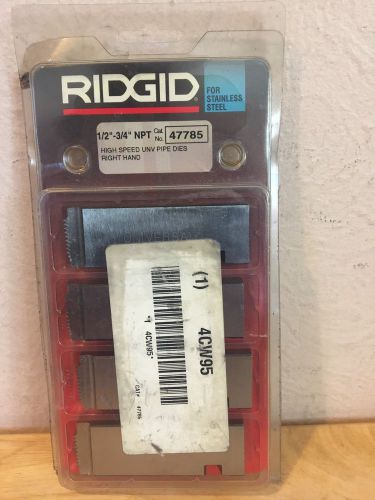 RIDGID
FOR
STAINLESS
STEEL
1/2"-3/4" NPT Cat. No. 47785
HIGH SPEED UNV PIPE DIES
RIGHT HAND
(1) 4CW95
4CW95